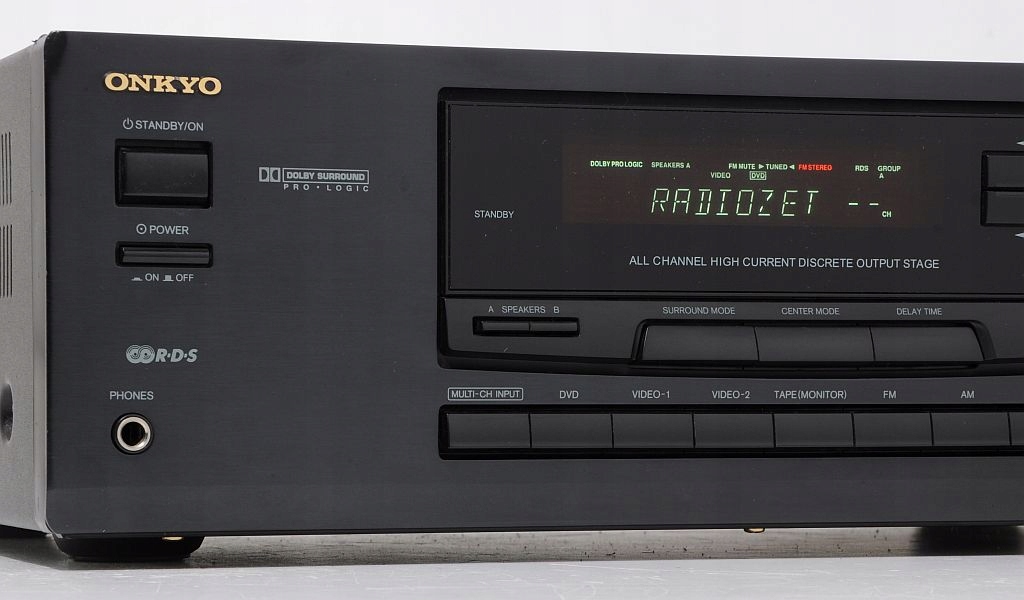 ONKYO
STANDBY/ON
DOLBY SURROUND
PRO • LOGIC
POWER
ON OFF
R•D•S
PHONES
DOLBY PRO LOGIC SPEAKERS A FM MUTE ► TUNED ◄ FM STEREO RDS GROUP
VIDEO DVD A
RADIOZET --
CH
STANDBY
ALL CHANNEL HIGH CURRENT DISCRETE OUTPUT STAGE
A SPEAKERS B
SURROUND MODE CENTER MODE DELAY TIME
MULTI-CH INPUT DVD VIDEO-1 VIDEO-2 TAPE(MONITOR) FM AM